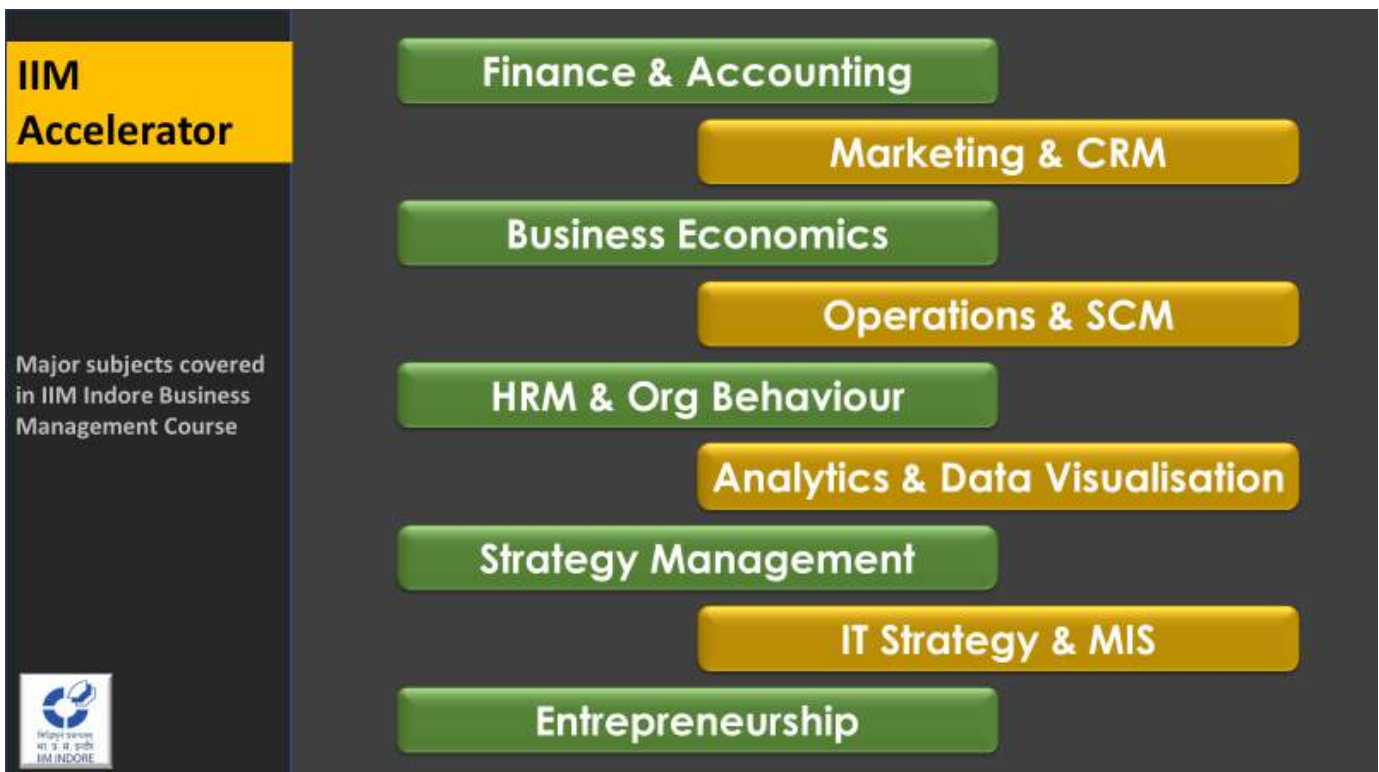 IIM
Accelerator
Major subjects covered
in IIM Indore Business
Management Course
Finance & Accounting
Marketing & CRM
Business Economics
Operations & SCM
HRM & Org Behaviour
Analytics & Data Visualisation
Strategy Management
IT Strategy & MIS
Entrepreneurship
IIM INDORE